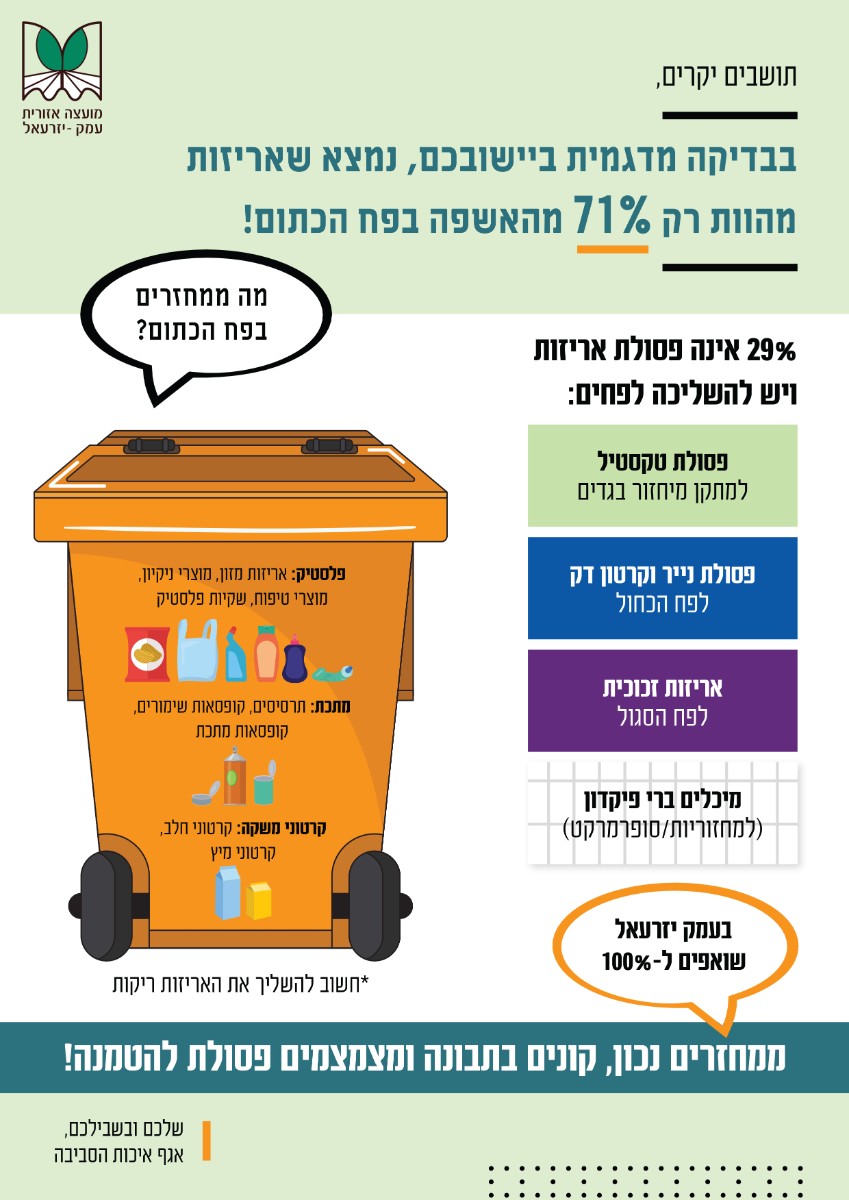 מועצה אזורית
עמק-יזרעאל
תושבים יקרים,
בבדיקה מדגמית ביישובכם, נמצא שאריזות
מהוות רק 71% מהאשפה בפח הכתום!
מה ממחזרים
בפח הכתום?
29% אינה פסולת אריזות
ויש להשליכה לפחים:
פסולת טקסטיל
למתקן מיחזור בגדים
פסולת נייר וקרטון דק
לפח הכחול
אריזות זכוכית
לפח הסגול
מיכלים ברי פיקדון
(למחזוריות/סופרמרקט)
פלסטיק: אריזות מזון, מוצרי ניקיון,
מוצרי טיפוח, שקיות פלסטיק
מתכת: תרסיסים, קופסאות שימורים,
קופסאות מתכת
קרטוני משקה: קרטוני חלב,
קרטוני מיץ
*חשוב להשליך את האריזות ריקות
בעמק יזרעאל
שואפים ל-100%
ממחזרים נכון, קונים בתבונה ומצמצמים פסולת להטמנה!
שלכם ובשבילכם,
אגף איכות הסביבה